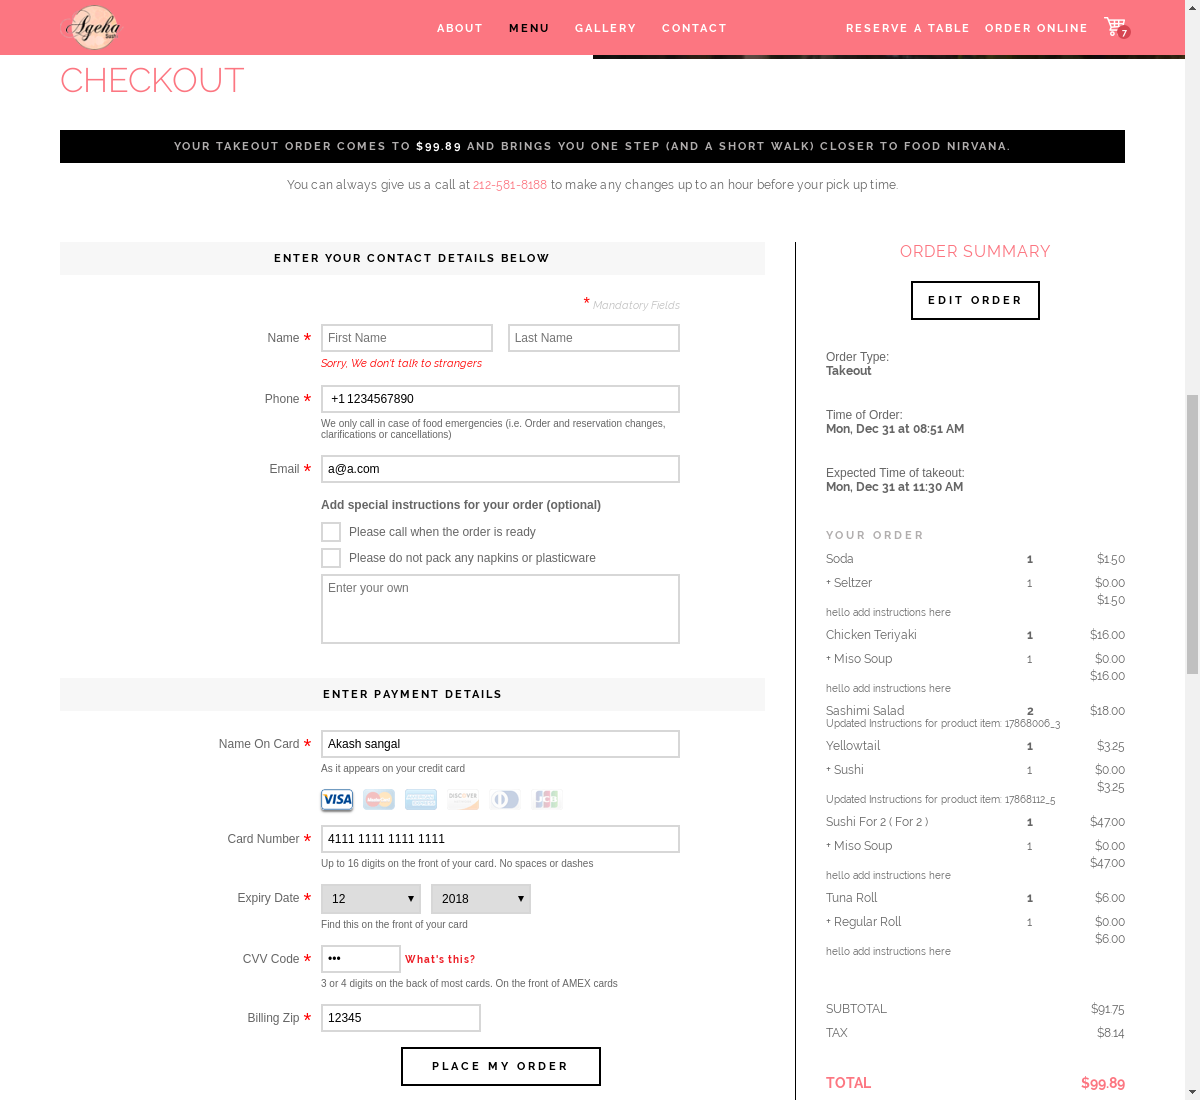 Ageha
ABOUT MENU GALLERY CONTACT RESERVE A TABLE ORDER ONLINE 7
CHECKOUT
YOUR TAKEOUT ORDER COMES TO $99.89 AND BRINGS YOU ONE STEP (AND A SHORT WALK) CLOSER TO FOOD NIRVANA.
You can always give us a call at 212-581-8188 to make any changes up to an hour before your pick up time.
ENTER YOUR CONTACT DETAILS BELOW
* Mandatory Fields
Name * First Name Last Name
Sorry, We don't talk to strangers
Phone * +1 1234567890
We only call in case of food emergencies (i.e. Order and reservation changes,
clarifications or cancellations)
Email * a@a.com
Add special instructions for your order (optional)
Please call when the order is ready
Please do not pack any napkins or plasticware
Enter your own
ENTER PAYMENT DETAILS
Name On Card * Akash sangal
As it appears on your credit card
VISA MasterCard AMERICAN EXPRESS DISCOVER JCB
Card Number * 4111 1111 1111 1111
Up to 16 digits on the front of your card. No spaces or dashes
Expiry Date * 12 2018
Find this on the front of your card
CVV Code * ••• What's this?
3 or 4 digits on the back of most cards. On the front of AMEX cards
Billing Zip * 12345
PLACE MY ORDER
ORDER SUMMARY
EDIT ORDER
Order Type:
Takeout
Time of Order:
Mon, Dec 31 at 08:51 AM
Expected Time of takeout:
Mon, Dec 31 at 11:30 AM
YOUR ORDER
Soda 1 $1.50
+ Seltzer 1 $0.00
$1.50
hello add instructions here
Chicken Teriyaki 1 $16.00
+ Miso Soup 1 $0.00
$16.00
hello add instructions here
Sashimi Salad 2 $18.00
Updated Instructions for product item: 17868006_3
Yellowtail 1 $3.25
+ Sushi 1 $0.00
$3.25
Updated Instructions for product item: 17868112_5
Sushi For 2 ( For 2 ) 1 $47.00
+ Miso Soup 1 $0.00
$47.00
hello add instructions here
Tuna Roll 1 $6.00
+ Regular Roll 1 $0.00
$6.00
hello add instructions here
SUBTOTAL $91.75
TAX $8.14
TOTAL $99.89